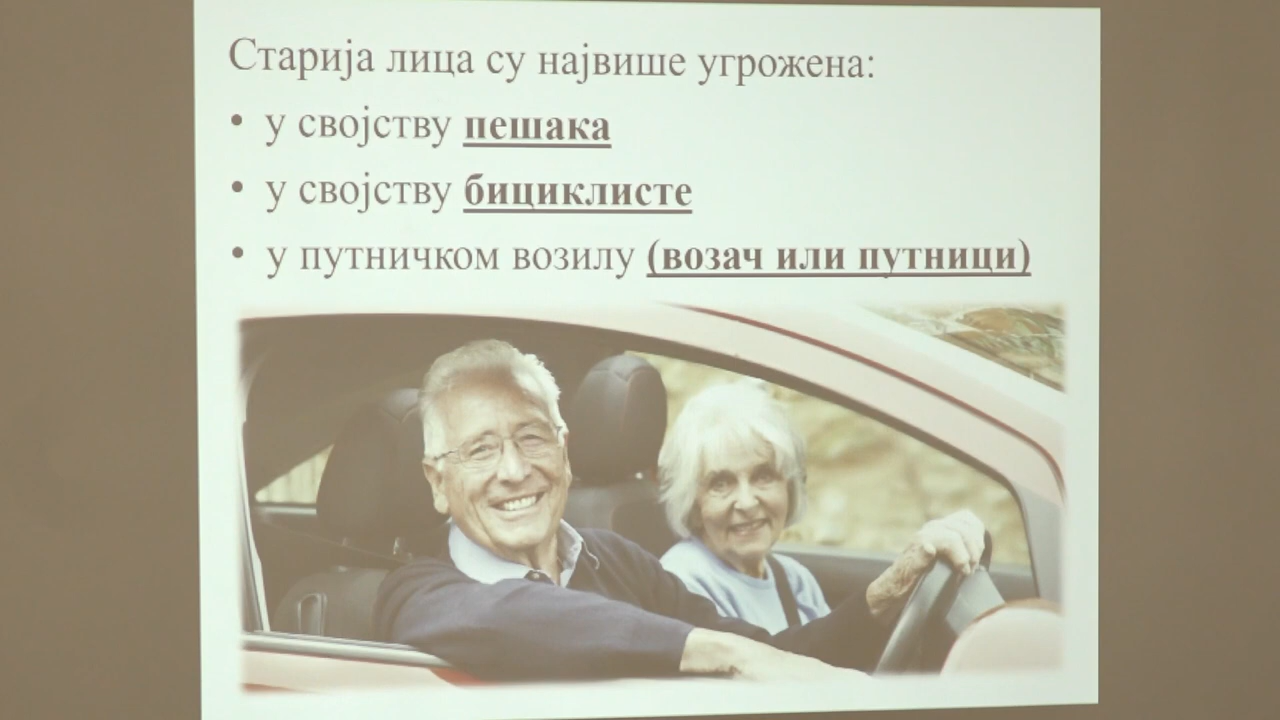 Старија лица су највише угрожена:
• у својству пешака
• у својству бициклисте
• у путничком возилу (возач или путници)